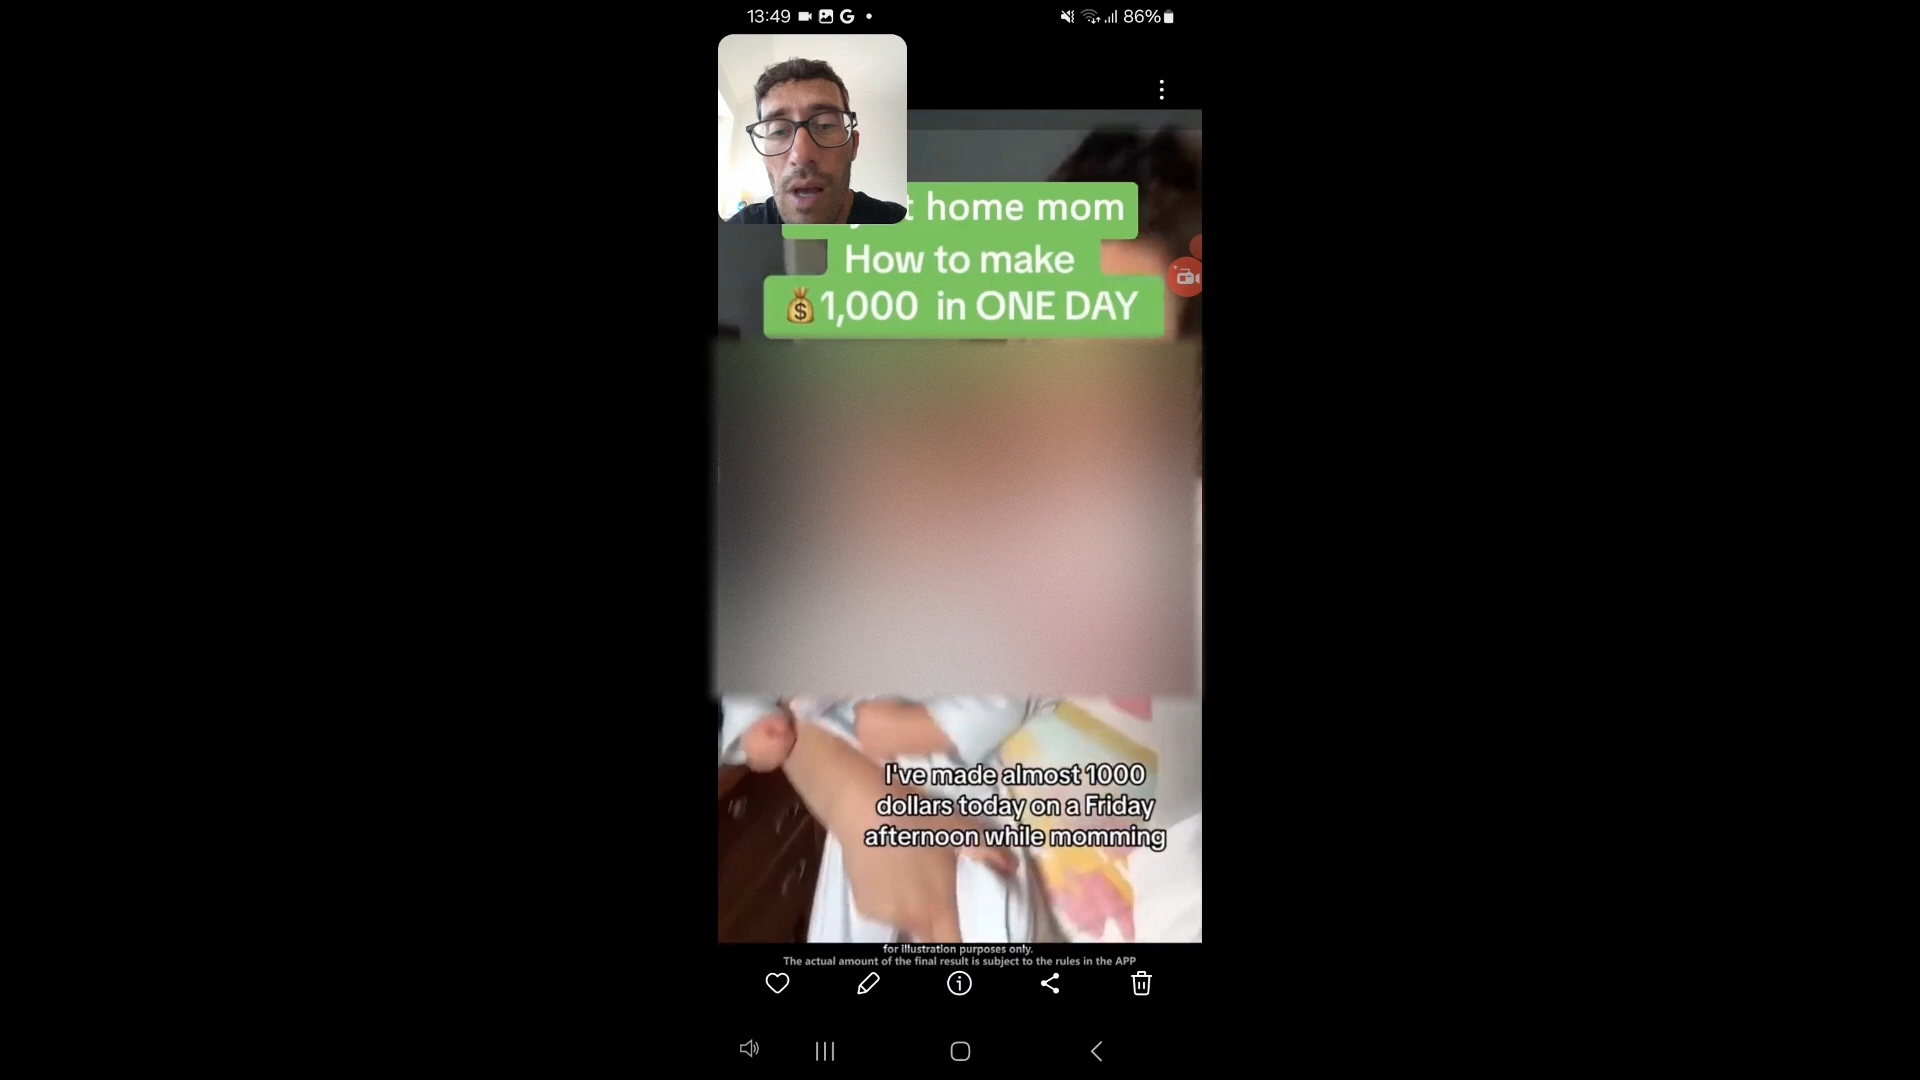 13:49
86%
home mom
How to make
1,000 in ONE DAY
I've made almost 1000
dollars today on a Friday
afternoon while momming
for illustration purposes only.
The actual amount of the final result is subject to the rules in the APP